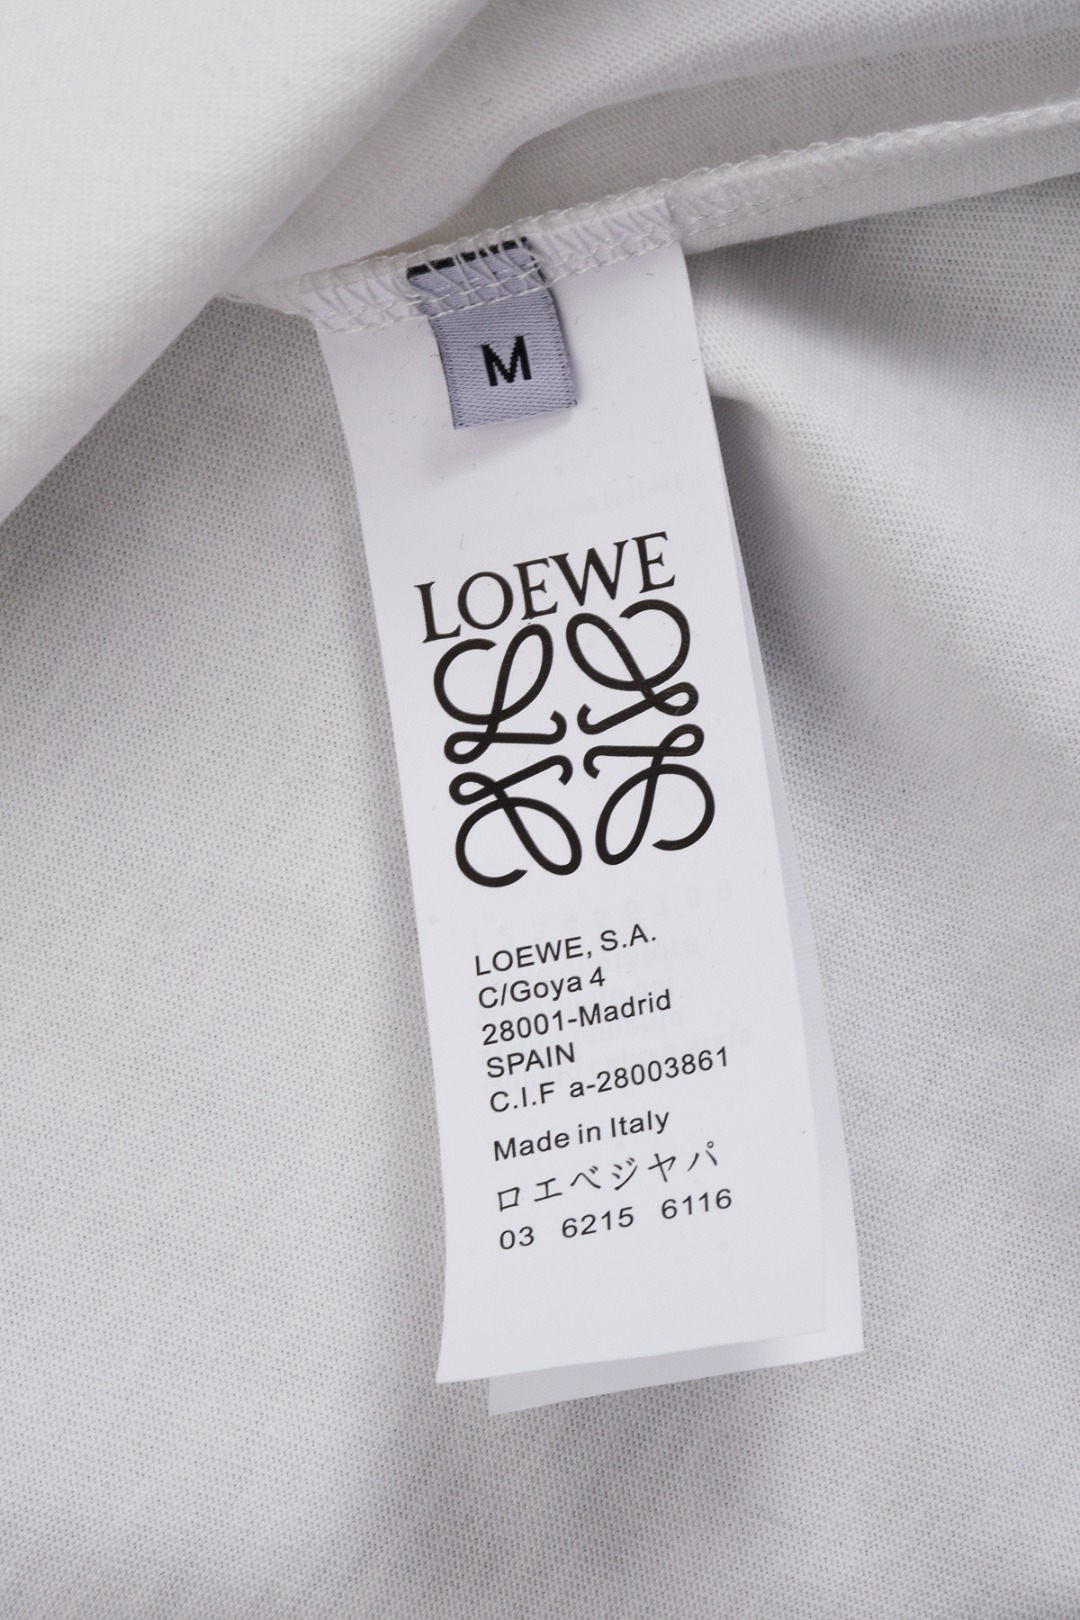 M
LOEWE
LOEWE, S.A.
C/Goya 4
28001-Madrid
SPAIN
C.I.F a-28003861
Made in Italy
ロエベジヤパ
03 6215 6116